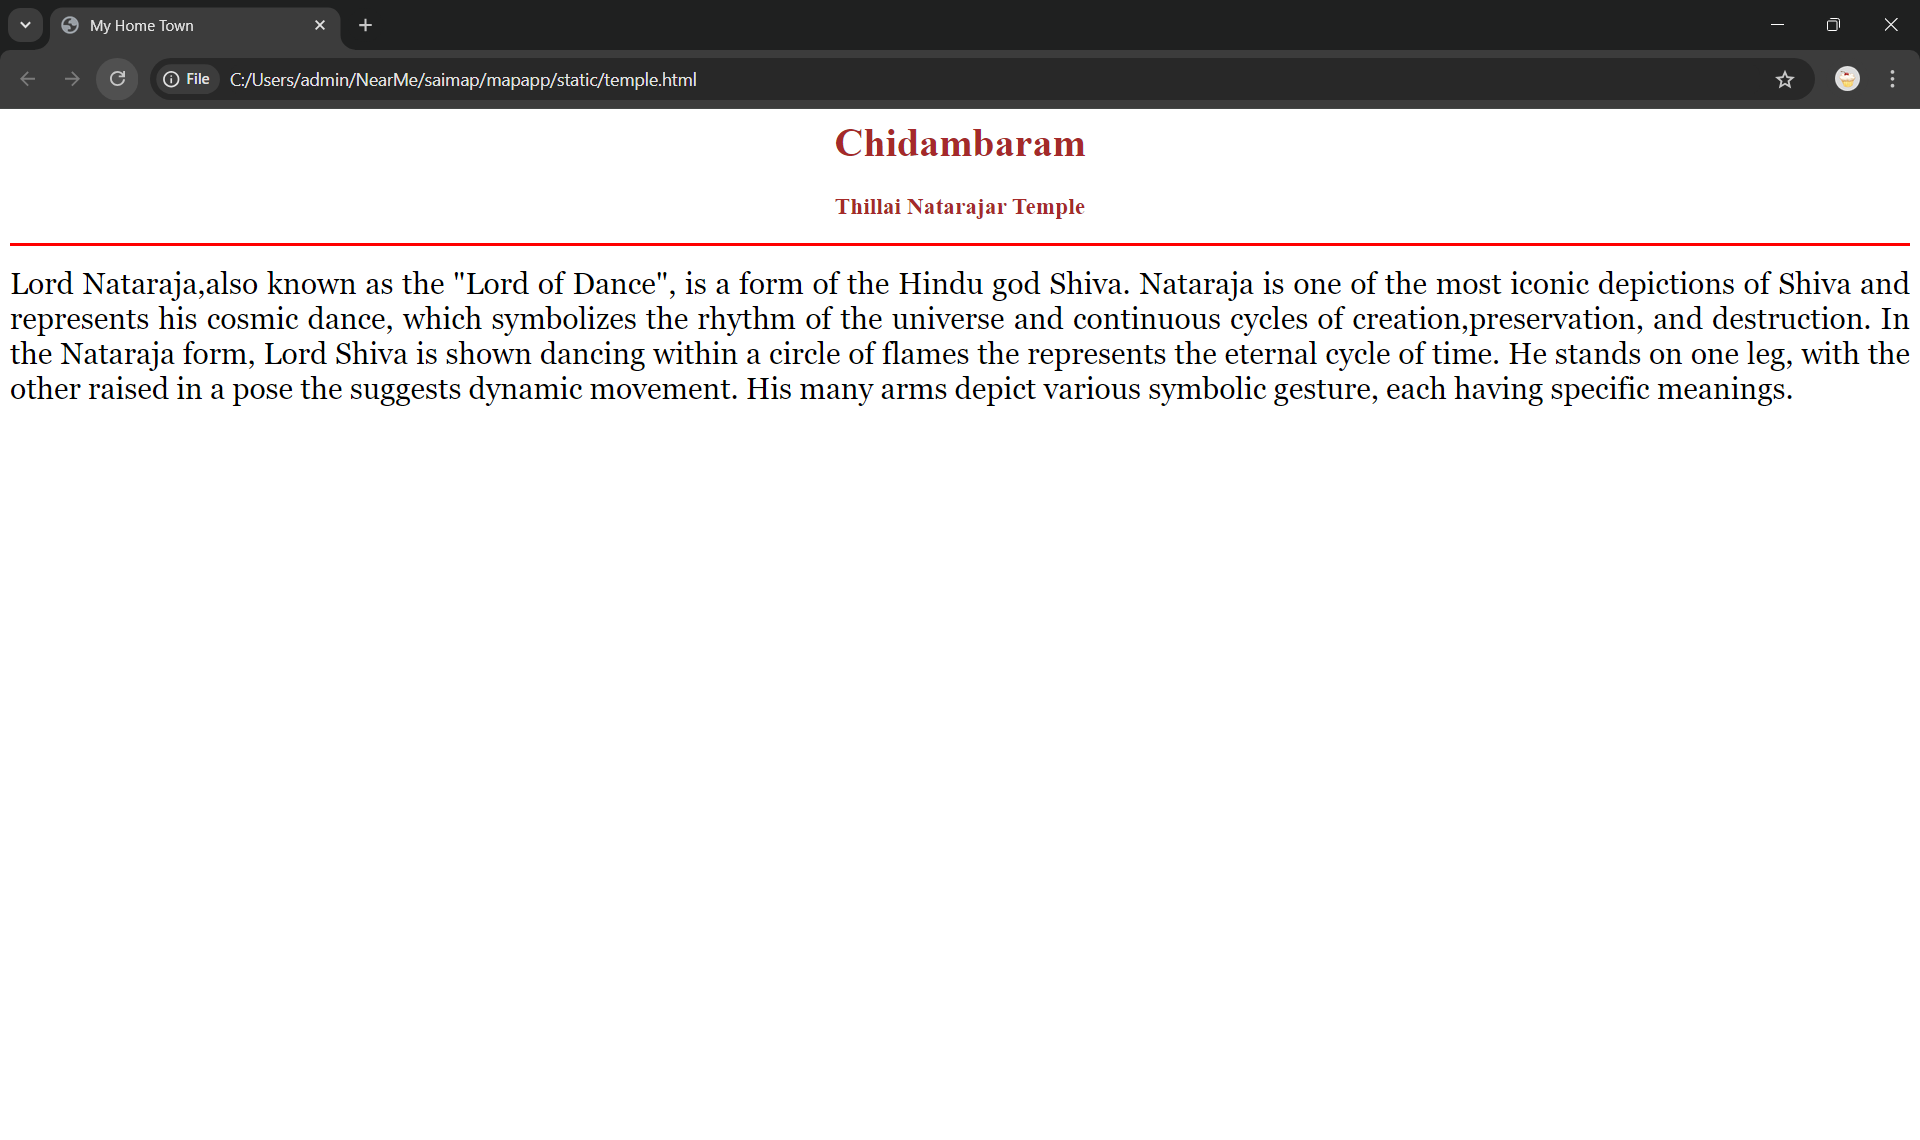 My Home Town
File C:/Users/admin/NearMe/saimap/mapapp/static/temple.html
Chidambaram
Thillai Natarajar Temple
Lord Nataraja,also known as the "Lord of Dance", is a form of the Hindu god Shiva. Nataraja is one of the most iconic depictions of Shiva and
represents his cosmic dance, which symbolizes the rhythm of the universe and continuous cycles of creation,preservation, and destruction. In
the Nataraja form, Lord Shiva is shown dancing within a circle of flames the represents the eternal cycle of time. He stands on one leg, with the
other raised in a pose the suggests dynamic movement. His many arms depict various symbolic gesture, each having specific meanings.